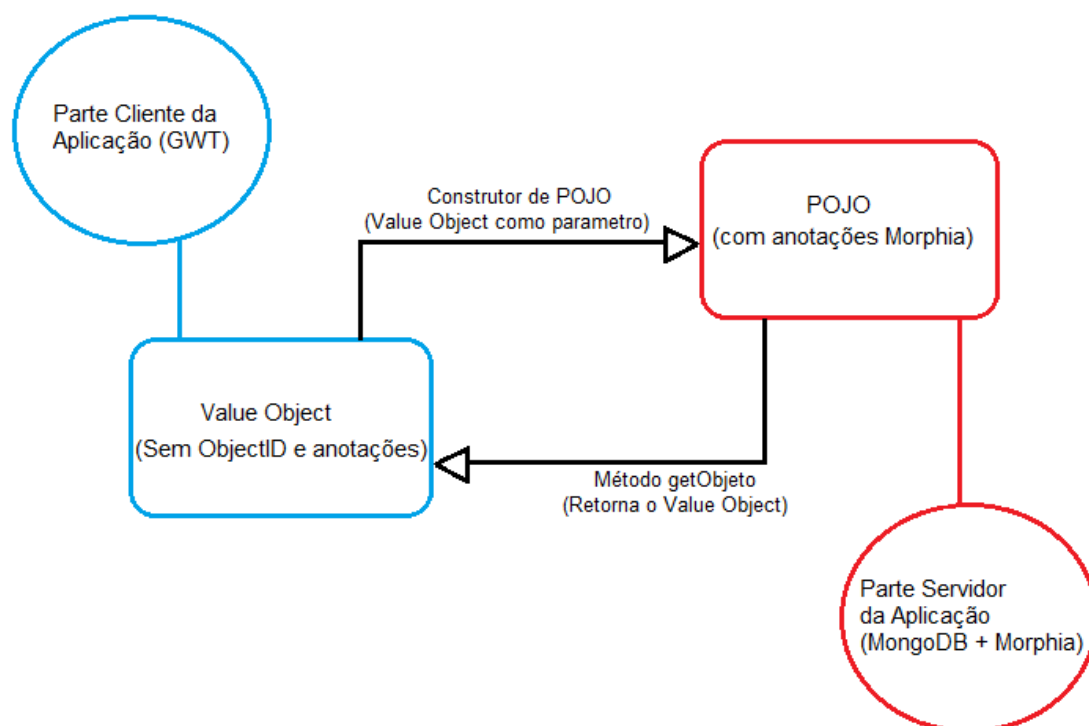 Parte Cliente da
Aplicação (GWT)
Construtor de POJO
(Value Object como parametro)
POJO
(com anotações Morphia)
Value Object
(Sem ObjectID e anotações)
Método getObjeto
(Retorna o Value Object)
Parte Servidor
da Aplicação
(MongoDB + Morphia)